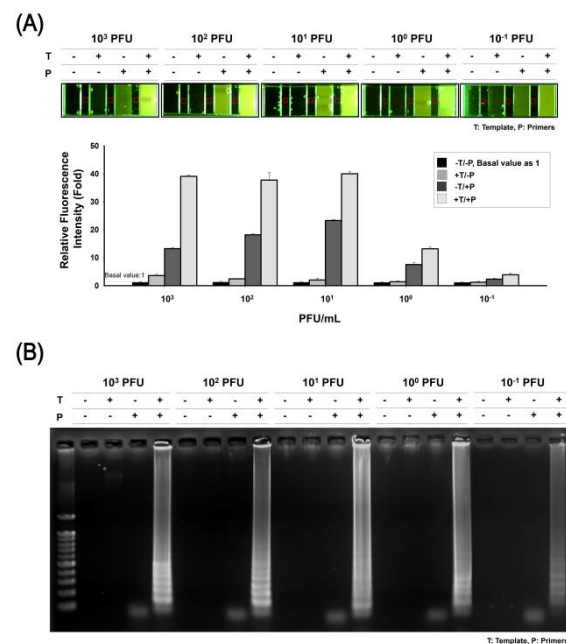 (A)
10³ PFU 10² PFU 10¹ PFU 10⁰ PFU 10⁻¹ PFU
T - + - + - + - + - + - + - + - + - + - +
P - - + + - - + + - - + + - - + + - - + +
T: Template, P: Primers
Relative Fluorescence Intensity (Fold)
50
40
30
20
10
0
-T/-P, Basal value as 1
+T/-P
-T/+P
+T/+P
Basal value:1
10³ 10² 10¹ 10⁰ 10⁻¹
PFU/mL
(B)
10³ PFU 10² PFU 10¹ PFU 10⁰ PFU 10⁻¹ PFU
T - + - + - + - + - + - + - + - + - + - +
P - - + + - - + + - - + + - - + + - - + +
T: Template, P: Primers